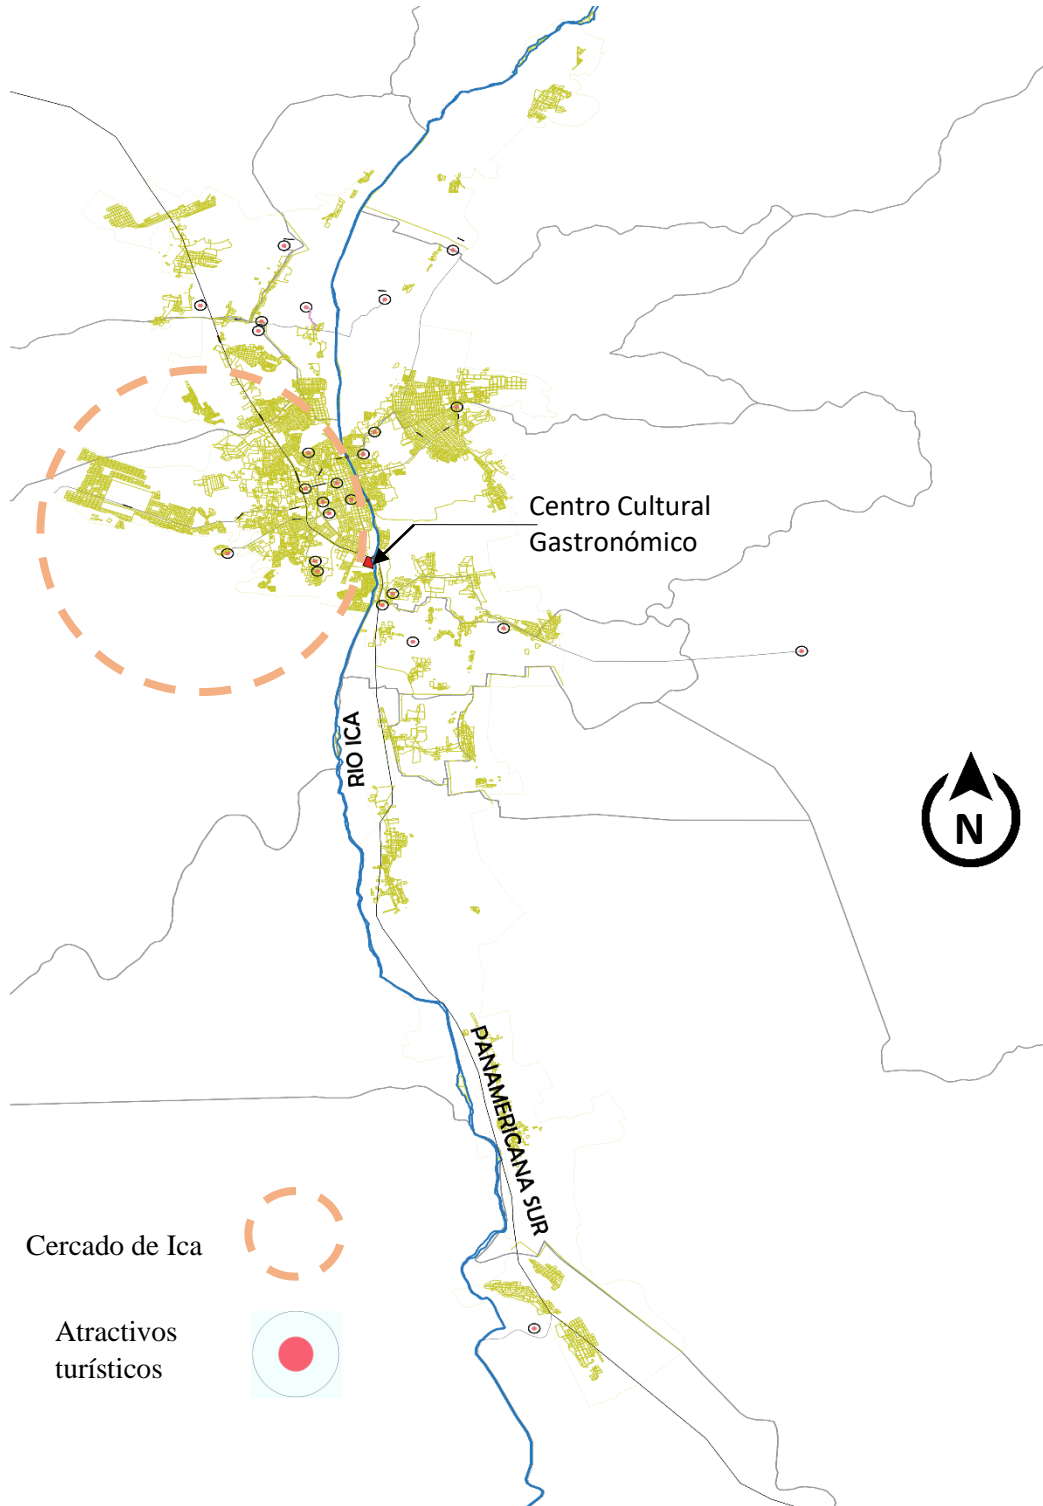 Centro Cultural
Gastronómico
RIO ICA
N
PANAMERICANA SUR
Cercado de Ica
Atractivos
turísticos